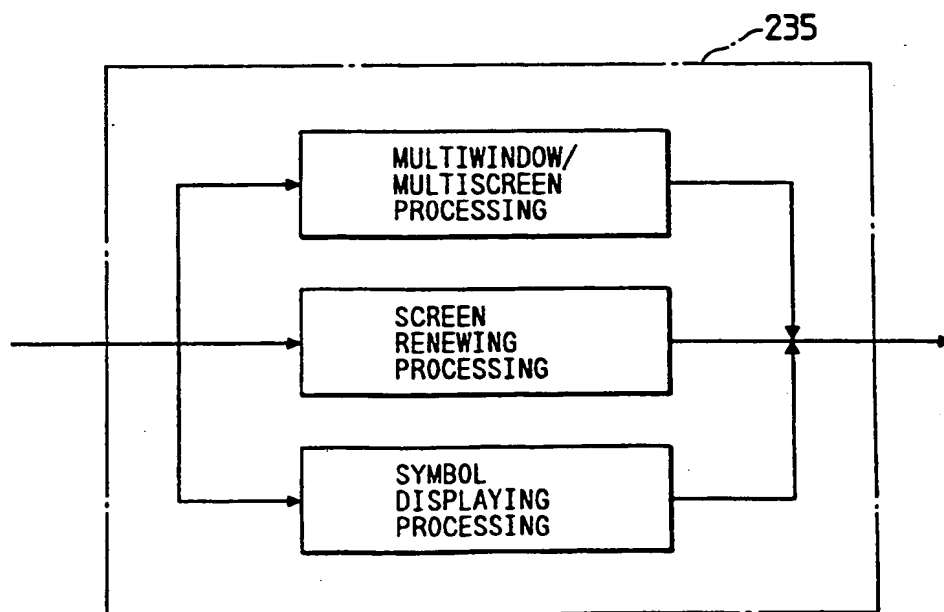 235
MULTIWINDOW/
MULTISCREEN
PROCESSING
SCREEN
RENEWING
PROCESSING
SYMBOL
DISPLAYING
PROCESSING